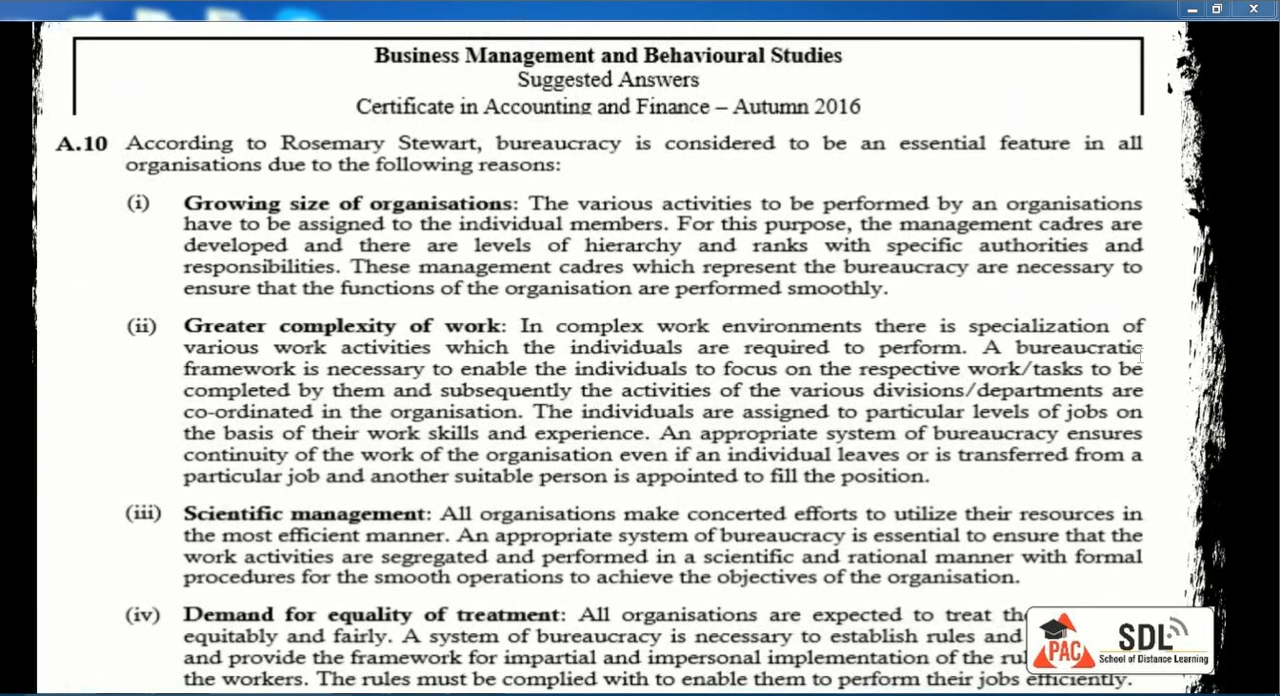 Business Management and Behavioural Studies
Suggested Answers
Certificate in Accounting and Finance – Autumn 2016
A.10 According to Rosemary Stewart, bureaucracy is considered to be an essential feature in all
organisations due to the following reasons:
(i) Growing size of organisations: The various activities to be performed by an organisations
have to be assigned to the individual members. For this purpose, the management cadres are
developed and there are levels of hierarchy and ranks with specific authorities and
responsibilities. These management cadres which represent the bureaucracy are necessary to
ensure that the functions of the organisation are performed smoothly.
(ii) Greater complexity of work: In complex work environments there is specialization of
various work activities which the individuals are required to perform. A bureaucratic
framework is necessary to enable the individuals to focus on the respective work/tasks to be
completed by them and subsequently the activities of the various divisions/departments are
co-ordinated in the organisation. The individuals are assigned to particular levels of jobs on
the basis of their work skills and experience. An appropriate system of bureaucracy ensures
continuity of the work of the organisation even if an individual leaves or is transferred from a
particular job and another suitable person is appointed to fill the position.
(iii) Scientific management: All organisations make concerted efforts to utilize their resources in
the most efficient manner. An appropriate system of bureaucracy is essential to ensure that the
work activities are segregated and performed in a scientific and rational manner with formal
procedures for the smooth operations to achieve the objectives of the organisation.
(iv) Demand for equality of treatment: All organisations are expected to treat
equitably and fairly. A system of bureaucracy is necessary to establish rules and
and provide the framework for impartial and impersonal implementation of the
the workers. The rules must be complied with to enable them to perform their jobs efficiently.
PAC
SDL
School of Distance Learning